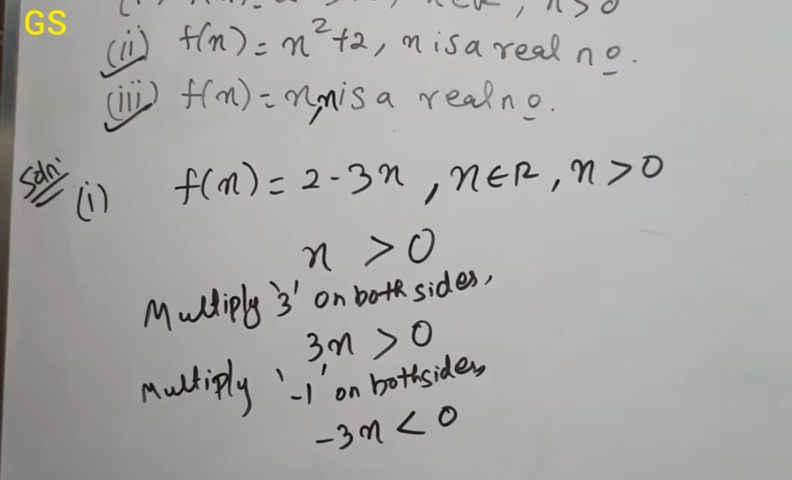 GS
x>0
(ii) f(x) = x²+2, x is a real no.
(iii) f(x) = x, x is a real no.
Soln:
(i) f(x) = 2-3x, x∈R, x>0
x > 0
Multiply '3' on both sides,
3x > 0
Multiply '-1' on both sides,
-3x < 0